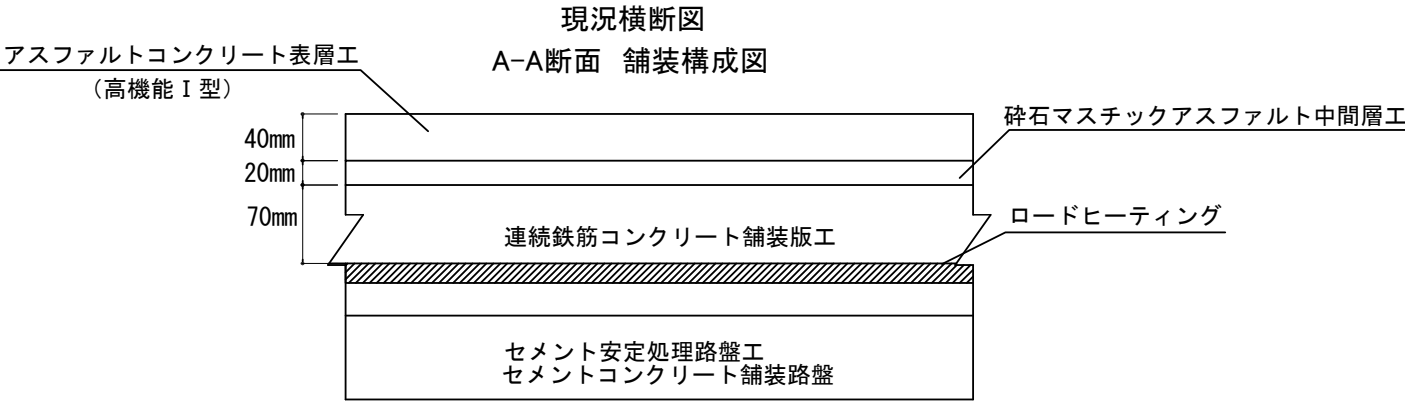 現況横断図
A-A断面 舗装構成図
アスファルトコンクリート表層工
（高機能Ⅰ型）
砕石マスチックアスファルト中間層工
40mm
20mm
70mm
ロードヒーティング
連続鉄筋コンクリート舗装版工
セメント安定処理路盤工
セメントコンクリート舗装路盤